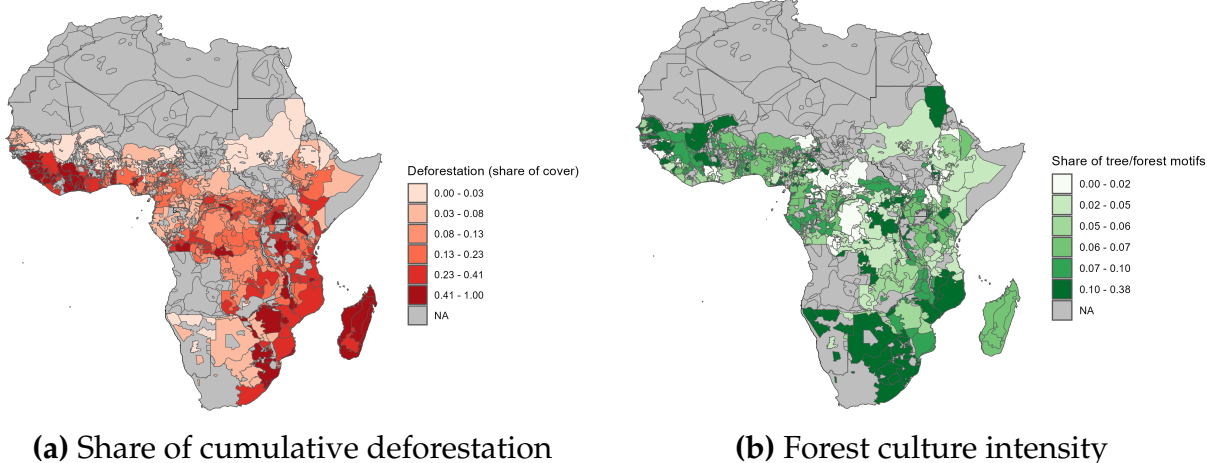 Deforestation (share of cover)
0.00 - 0.03
0.03 - 0.08
0.08 - 0.13
0.13 - 0.23
0.23 - 0.41
0.41 - 1.00
NA
Share of tree/forest motifs
0.00 - 0.02
0.02 - 0.05
0.05 - 0.06
0.06 - 0.07
0.07 - 0.10
0.10 - 0.38
NA
(a) Share of cumulative deforestation
(b) Forest culture intensity